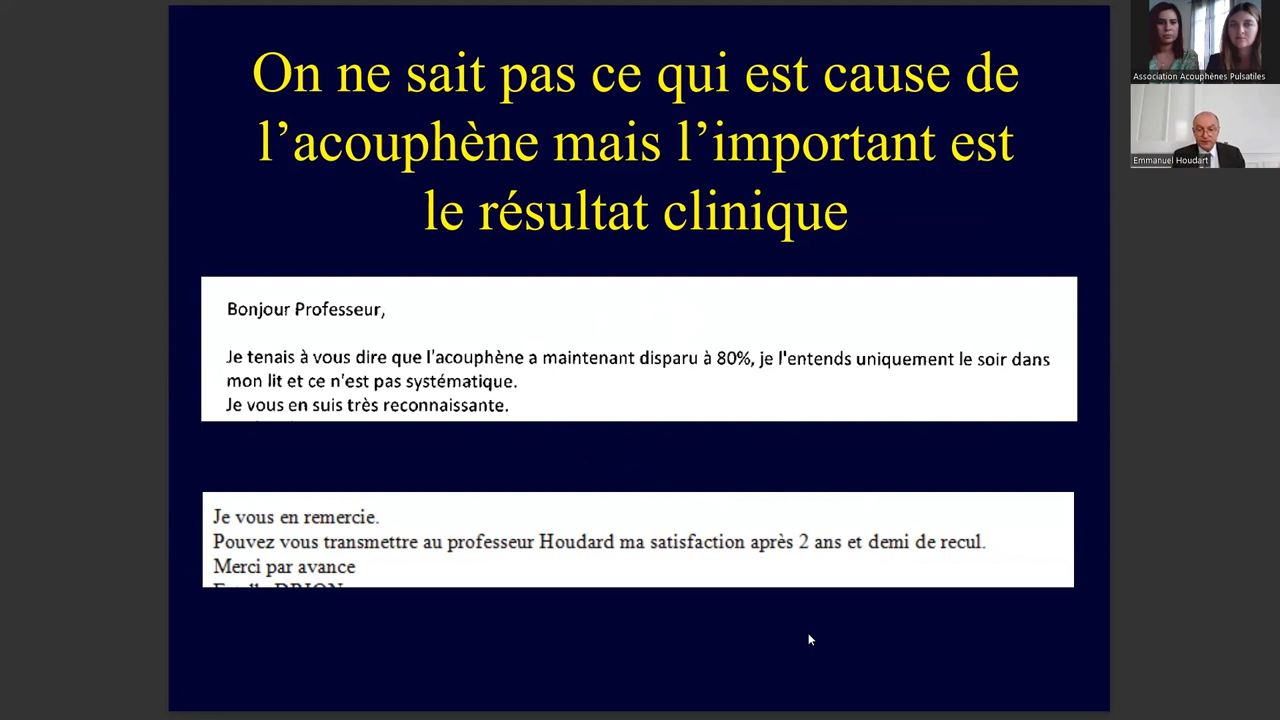 On ne sait pas ce qui est cause de
l'acouphène mais l'important est
le résultat clinique
Bonjour Professeur,
Je tenais à vous dire que l'acouphène a maintenant disparu à 80%, je l'entends uniquement le soir dans
mon lit et ce n'est pas systématique.
Je vous en suis très reconnaissante.
Je vous en remercie.
Pouvez vous transmettre au professeur Houdard ma satisfaction après 2 ans et demi de recul.
Merci par avance
Association Acouphènes Pulsatiles
Emmanuel Houdart